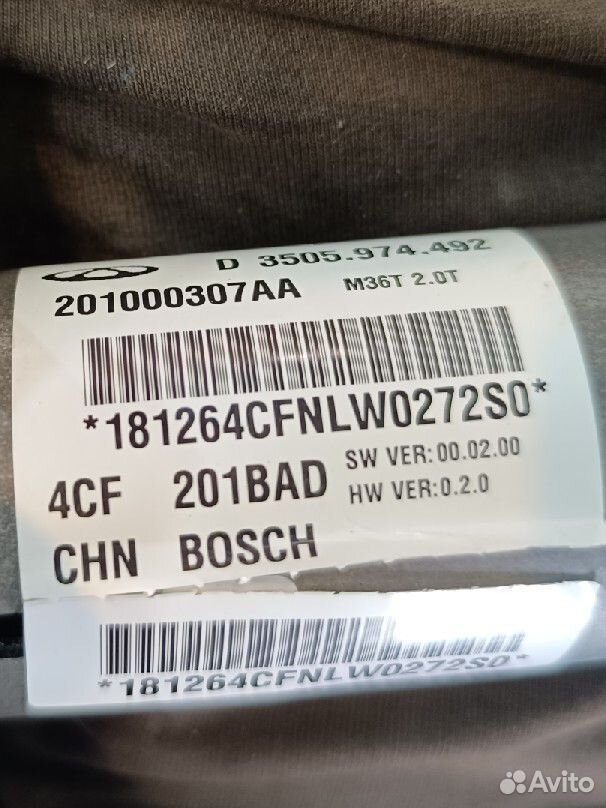 D 3505.974.492
201000307AA M36T 2.0T
*181264CFNLW0272S0*
4CF 201BAD SW VER:00.02.00
HW VER:0.2.0
CHN BOSCH
*181264CFNLW0272S0*
Avito